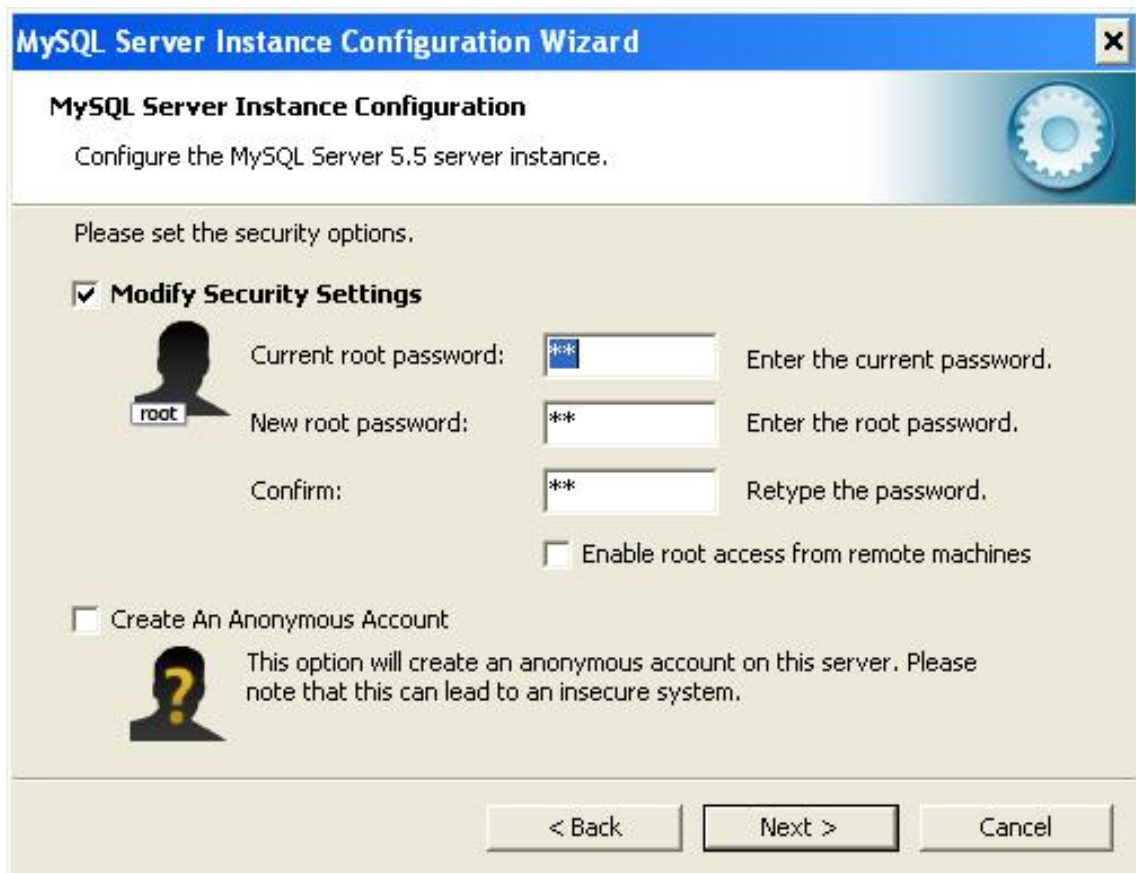 MySQL Server Instance Configuration Wizard
MySQL Server Instance Configuration
Configure the MySQL Server 5.5 server instance.
Please set the security options.
Modify Security Settings
root
Current root password: ** Enter the current password.
New root password: ** Enter the root password.
Confirm: ** Retype the password.
Enable root access from remote machines
Create An Anonymous Account
?
This option will create an anonymous account on this server. Please
note that this can lead to an insecure system.
< Back Next > Cancel